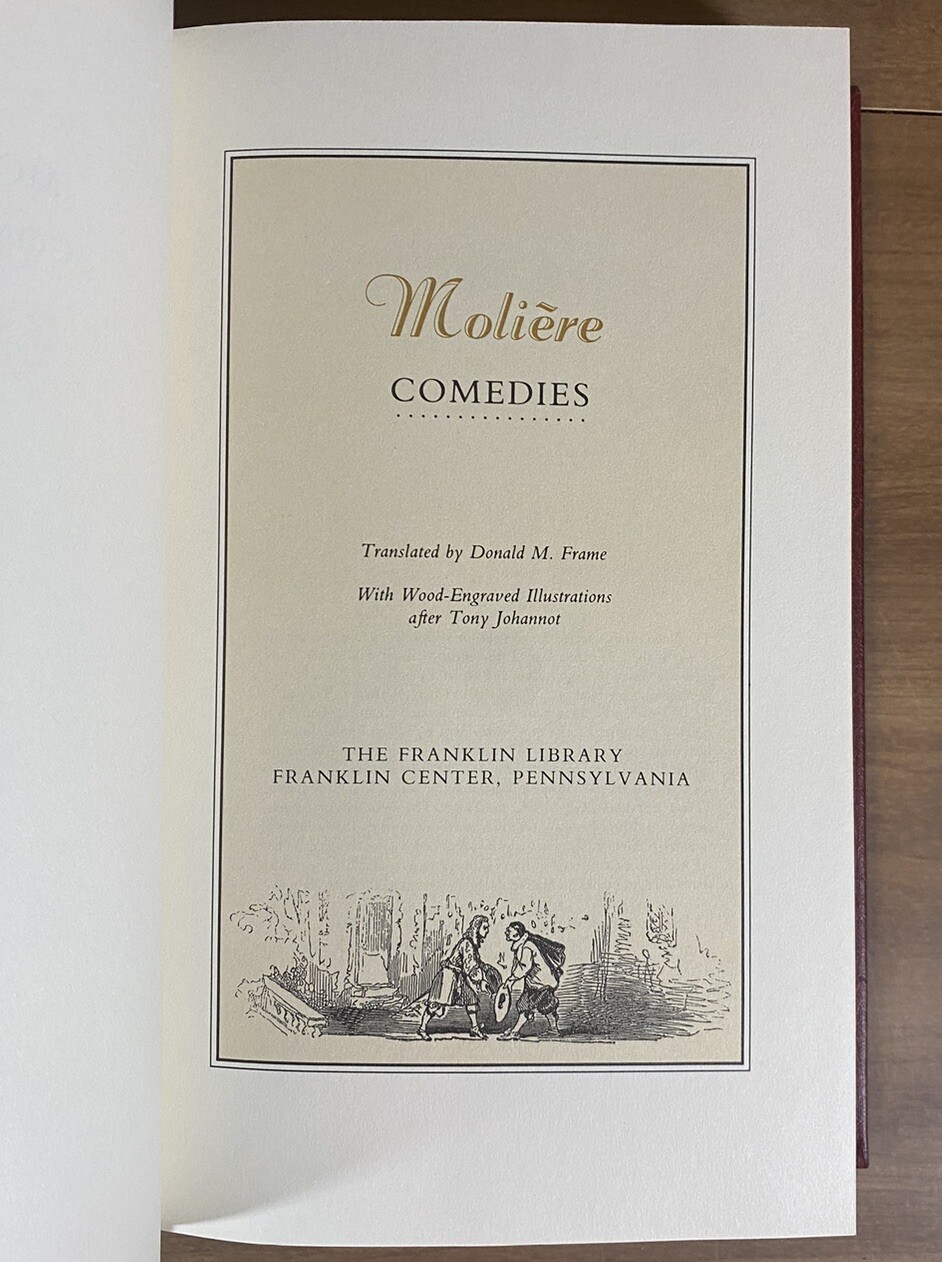 Molière
COMEDIES
Translated by Donald M. Frame
With Wood-Engraved Illustrations
after Tony Johannot
THE FRANKLIN LIBRARY
FRANKLIN CENTER, PENNSYLVANIA